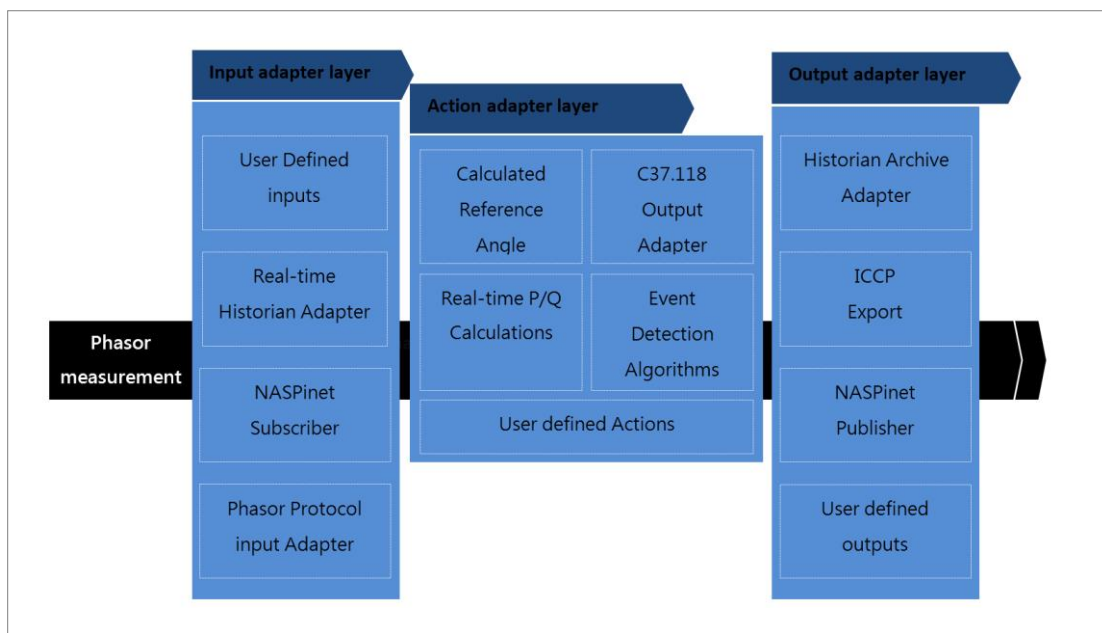 Phasor
measurement
Input adapter layer
User Defined
inputs
Real-time
Historian Adapter
NASPinet
Subscriber
Phasor Protocol
input Adapter
Action adapter layer
Calculated
Reference
Angle
C37.118
Output
Adapter
Real-time P/Q
Calculations
Event
Detection
Algorithms
User defined Actions
Output adapter layer
Historian Archive
Adapter
ICCP
Export
NASPinet
Publisher
User defined
outputs